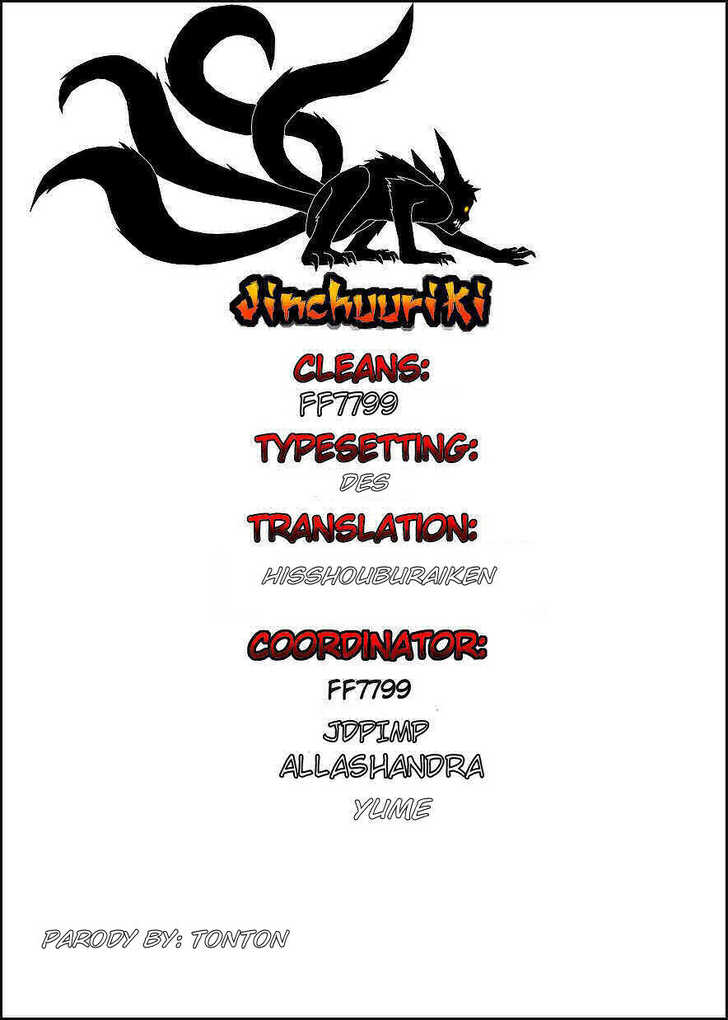 Jinchuuriki
CLEANS:
FF7799
TYPESETTING:
DES
TRANSLATION:
HISSHOUBURAIKEN
COORDINATOR:
FF7799
JDPIMP
ALLASHANDRA
YUME
PARODY BY: TONTON